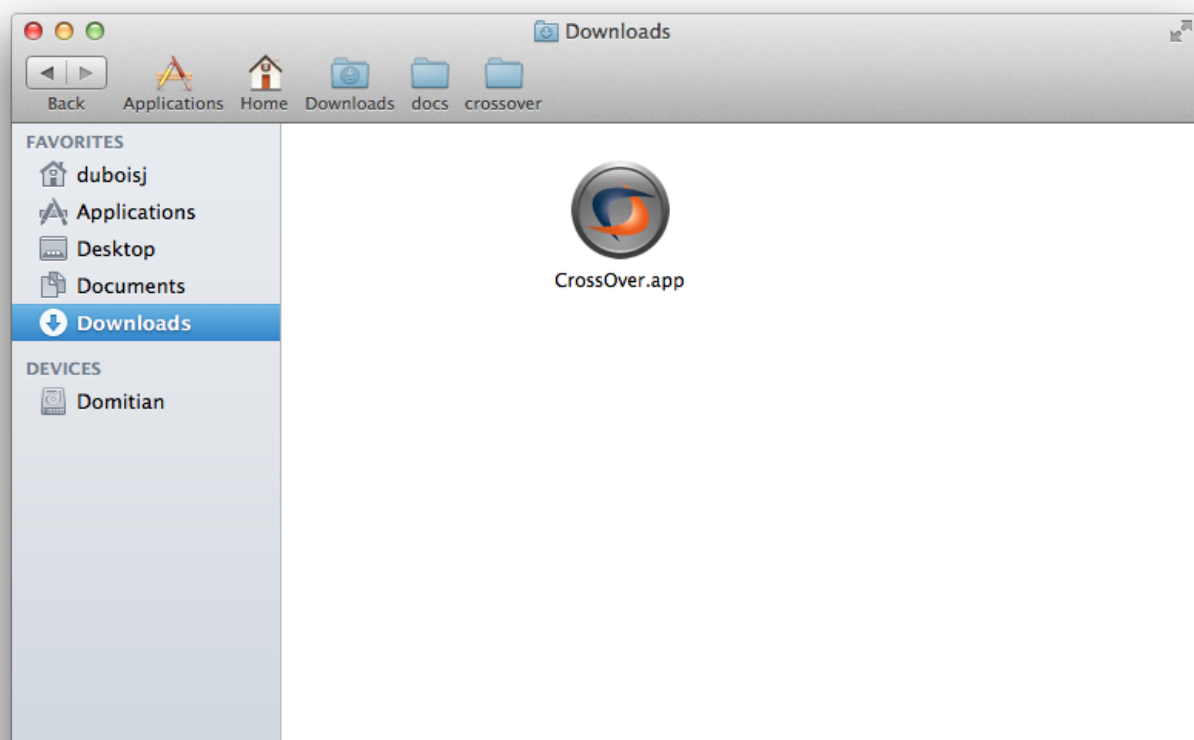 Downloads
Back Applications Home Downloads docs crossover
FAVORITES
duboisj
Applications
Desktop
Documents
Downloads
DEVICES
Domitian
CrossOver.app